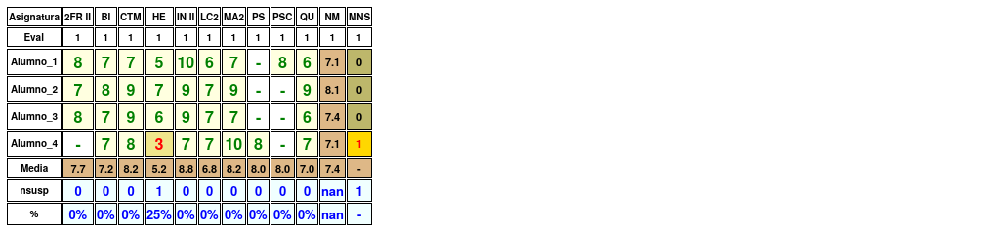 Asignatura 2FR II BI CTM HE IN II LC2 MA2 PS PSC QU NM MNS
Eval 1 1 1 1 1 1 1 1 1 1 1 1
Alumno_1 8 7 7 5 10 6 7 - 8 6 7.1 0
Alumno_2 7 8 9 7 9 7 9 - - 9 8.1 0
Alumno_3 8 7 9 6 9 7 7 - - 6 7.4 0
Alumno_4 - 7 8 3 7 7 10 8 - 7 7.1 1
Media 7.7 7.2 8.2 5.2 8.8 6.8 8.2 8.0 8.0 7.0 7.4 -
nsusp 0 0 0 1 0 0 0 0 0 0 nan 1
% 0% 0% 0% 25% 0% 0% 0% 0% 0% 0% nan -